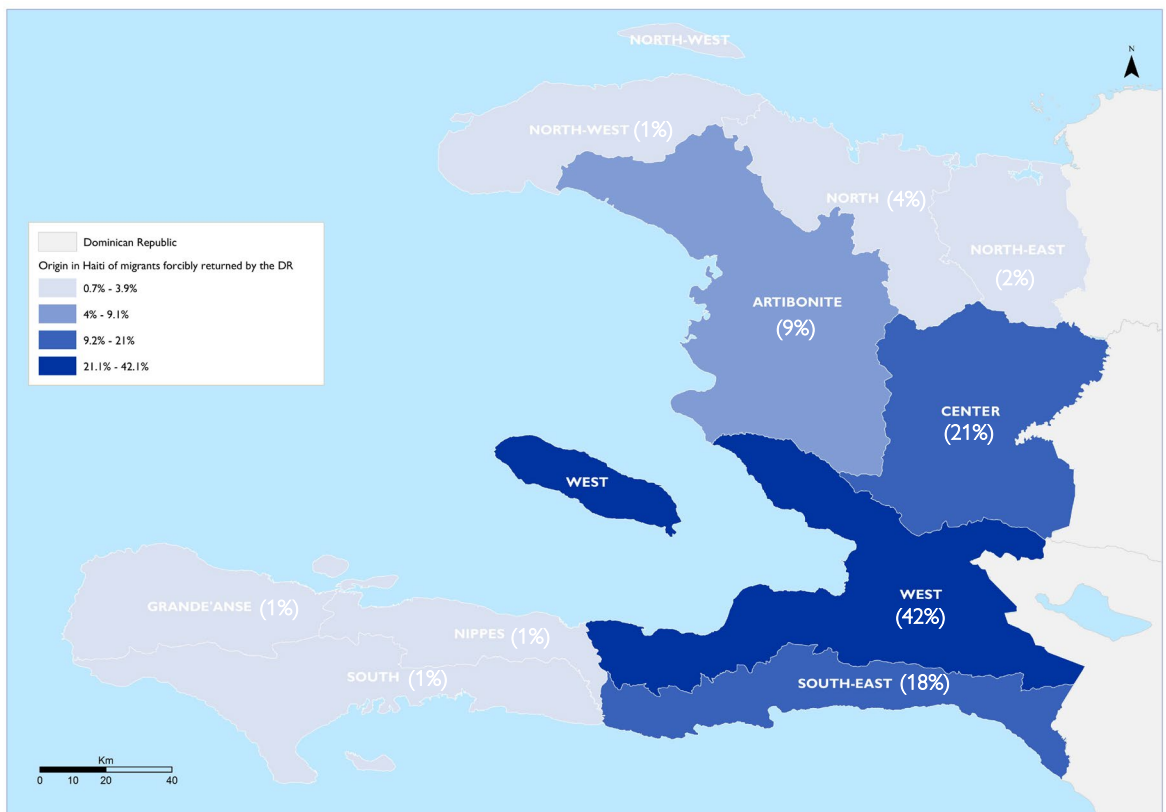 NORTH-WEST
N
NORTH-WEST (1%)
NORTH (4%)
NORTH-EAST
(2%)
Dominican Republic
Origin in Haiti of migrants forcibly returned by the DR
0.7% - 3.9%
4% - 9.1%
9.2% - 21%
21.1% - 42.1%
ARTIBONITE
(9%)
CENTER
(21%)
WEST
WEST
(42%)
GRANDE'ANSE (1%)
NIPPES (1%)
SOUTH (1%)
SOUTH-EAST (18%)
Km
0 10 20 40